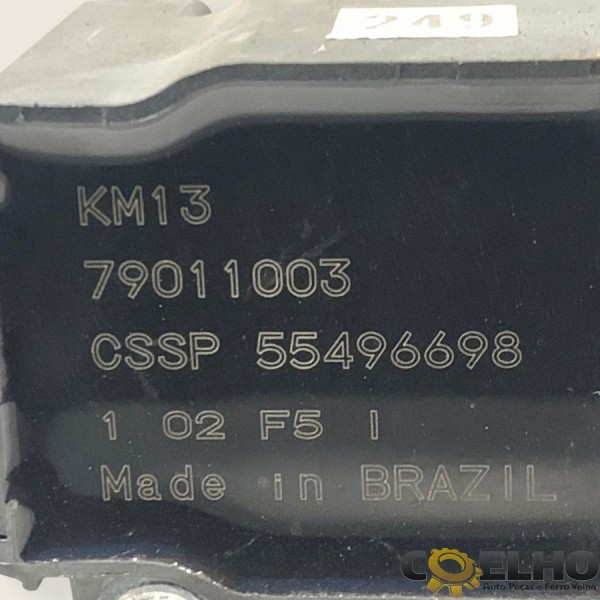 249
KM13
79011003
CSSP 55496698
1 02 F5 I
Made in BRAZIL
COELHO
Auto Peças e Ferro Velho